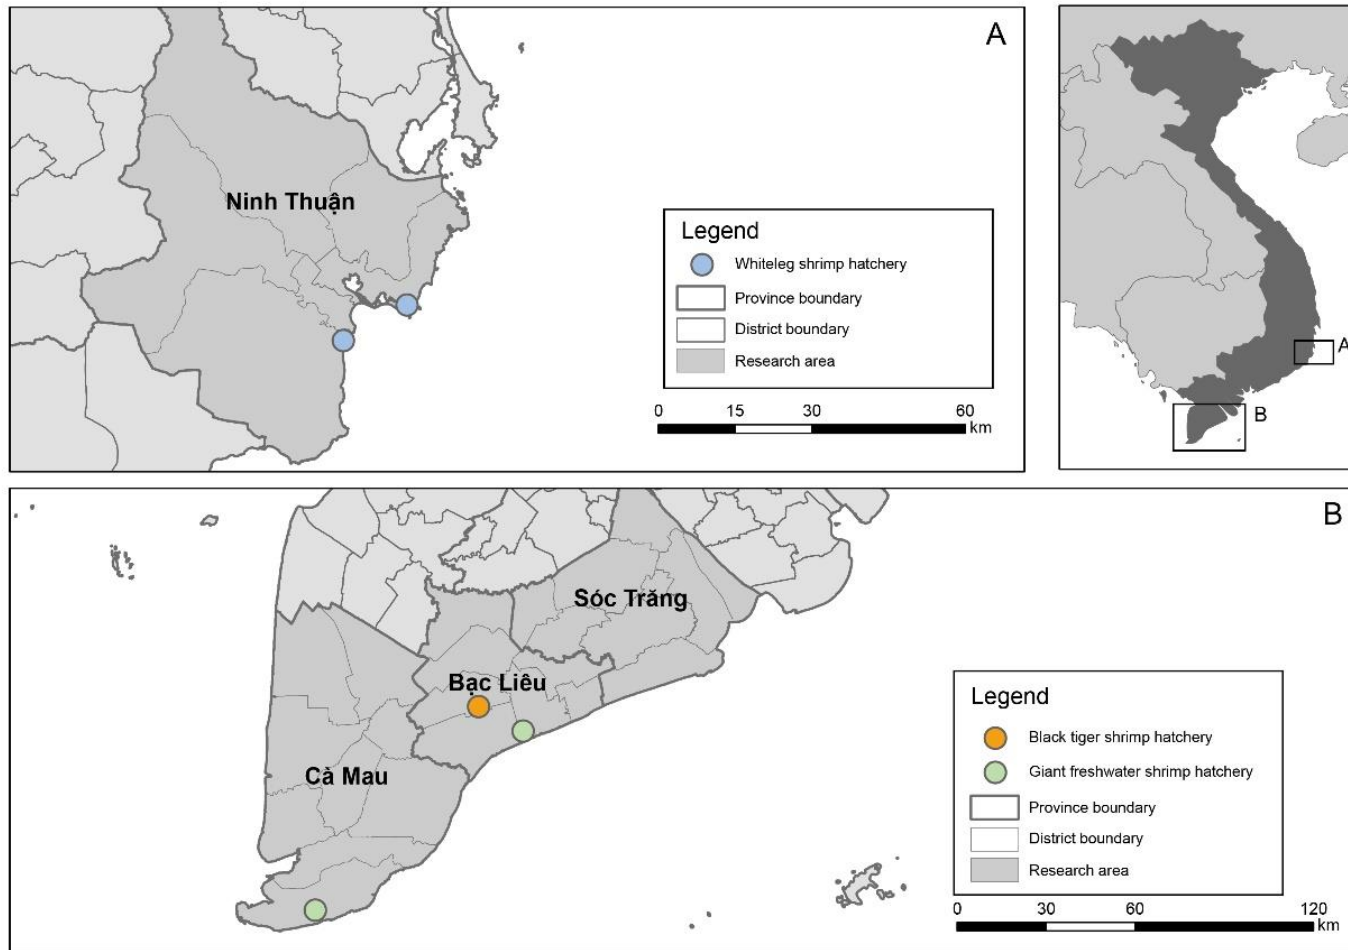 A
Ninh Thuận
Legend
Whiteleg shrimp hatchery
Province boundary
District boundary
Research area
0 15 30 60
km
A
B
B
Sóc Trăng
Bạc Liêu
Cà Mau
Legend
Black tiger shrimp hatchery
Giant freshwater shrimp hatchery
Province boundary
District boundary
Research area
0 30 60 120
km